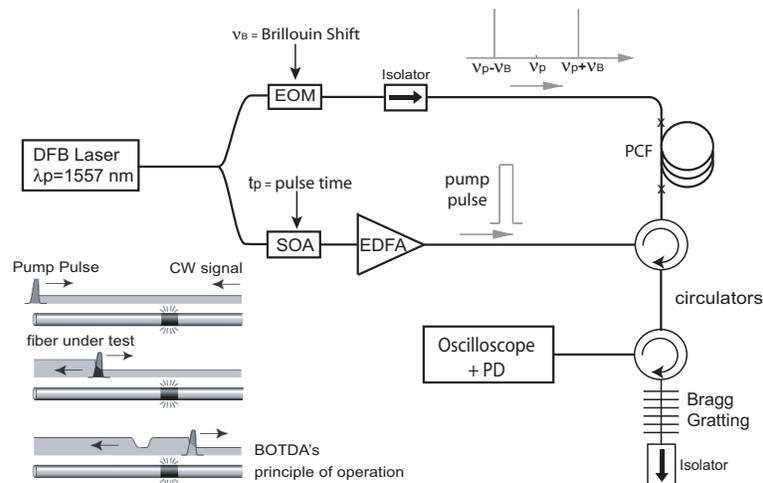 νB = Brillouin Shift
EOM
Isolator
νp-νB νp νp+νB
DFB Laser
λp=1557 nm
PCF
tp = pulse time
pump
pulse
SOA
EDFA
Pump Pulse
CW signal
circulators
fiber under test
Oscilloscope
+ PD
Bragg
Gratting
BOTDA's
principle of operation
Isolator